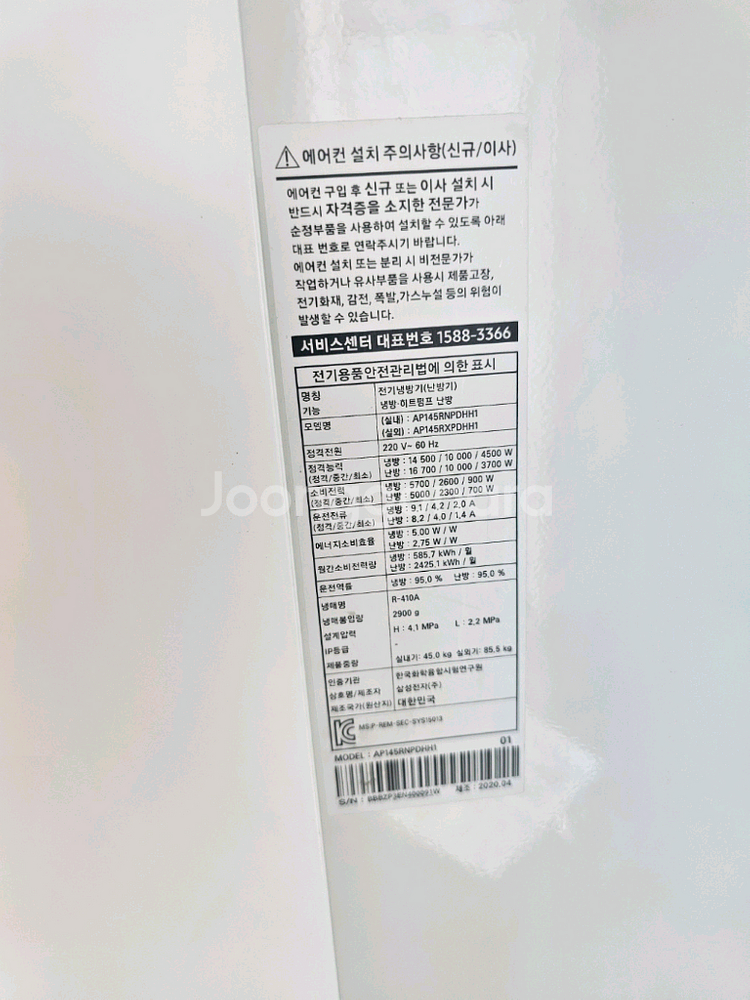 ⚠ 에어컨 설치 주의사항(신규/이사)
에어컨 구입 후 신규 또는 이사 설치 시
반드시 자격증을 소지한 전문가가
순정부품을 사용하여 설치할 수 있도록 아래
대표 번호로 연락주시기 바랍니다.
에어컨 설치 또는 분리 시 비전문가가
작업하거나 유사부품을 사용시 제품고장,
전기화재, 감전, 폭발,가스누설 등의 위험이
발생할 수 있습니다.
서비스센터 대표번호 1588-3366
전기용품안전관리법에 의한 표시
명칭 전기냉방기(난방기)
기능 냉방·히트펌프 난방
모델명 (실내) : AP145RNPDHH1
(실외) : AP145RXPDHH1
정격전원 220 V~ 60 Hz
정격능력 냉방 : 14 500 / 10 000 / 4500 W
(정격/중간/최소) 난방 : 16 700 / 10 000 / 3700 W
소비전력 냉방 : 5700 / 2600 / 900 W
(정격/중간/최소) 난방 : 5000 / 2300 / 700 W
운전전류 냉방 : 9.1 / 4.2 / 2.0 A
(정격/중간/최소) 난방 : 8.2 / 4.0 / 1.4 A
에너지소비효율 냉방 : 5.00 W / W
난방 : 2.75 W / W
월간소비전력량 냉방 : 585.7 kWh / 월
난방 : 2425.1 kWh / 월
운전역률 냉방 : 95.0 % 난방 : 95.0 %
냉매명 R-410A
냉매봉입량 2900 g
설계압력 H : 4.1 MPa L : 2.2 MPa
IP등급 -
제품중량 실내기: 45.0 kg 실외기: 85.5 kg
인증기관 한국화학융합시험연구원
상호명/제조자 삼성전자(주)
제조국가(원산지) 대한민국
MSIP-REM-SEC-SYS15013
MODEL : AP145RNPDHH1 01
S/N : 제조 : 2020.04